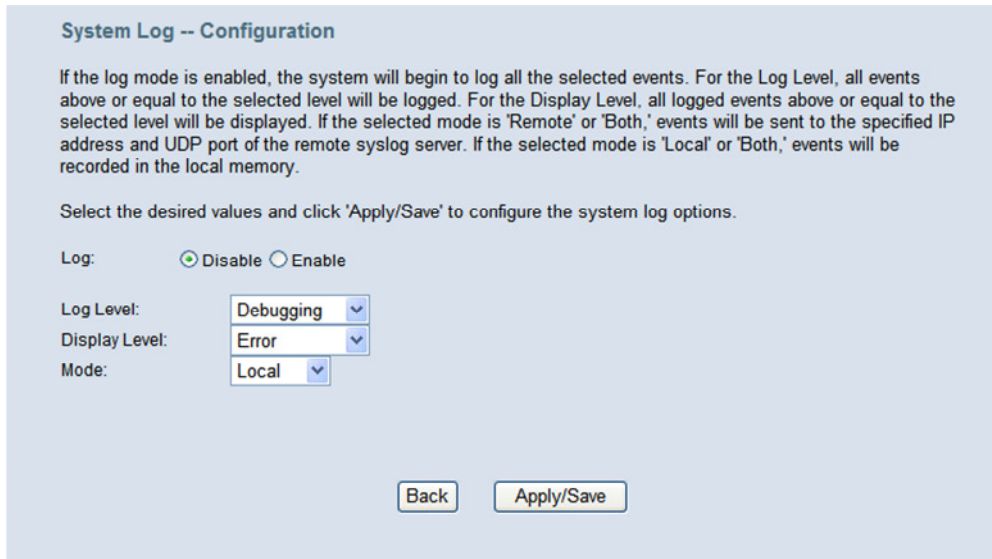 System Log -- Configuration
If the log mode is enabled, the system will begin to log all the selected events. For the Log Level, all events
above or equal to the selected level will be logged. For the Display Level, all logged events above or equal to the
selected level will be displayed. If the selected mode is 'Remote' or 'Both,' events will be sent to the specified IP
address and UDP port of the remote syslog server. If the selected mode is 'Local' or 'Both,' events will be
recorded in the local memory.
Select the desired values and click 'Apply/Save' to configure the system log options.
Log: Disable Enable
Log Level: Debugging
Display Level: Error
Mode: Local
Back Apply/Save